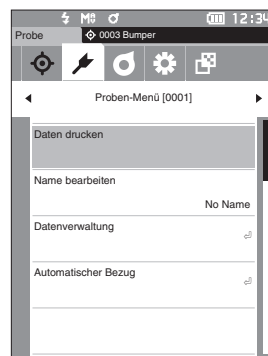 12:34
Probe
0003 Bumper
Proben-Menü [0001]
Daten drucken
Name bearbeiten
No Name
Datenverwaltung
Automatischer Bezug